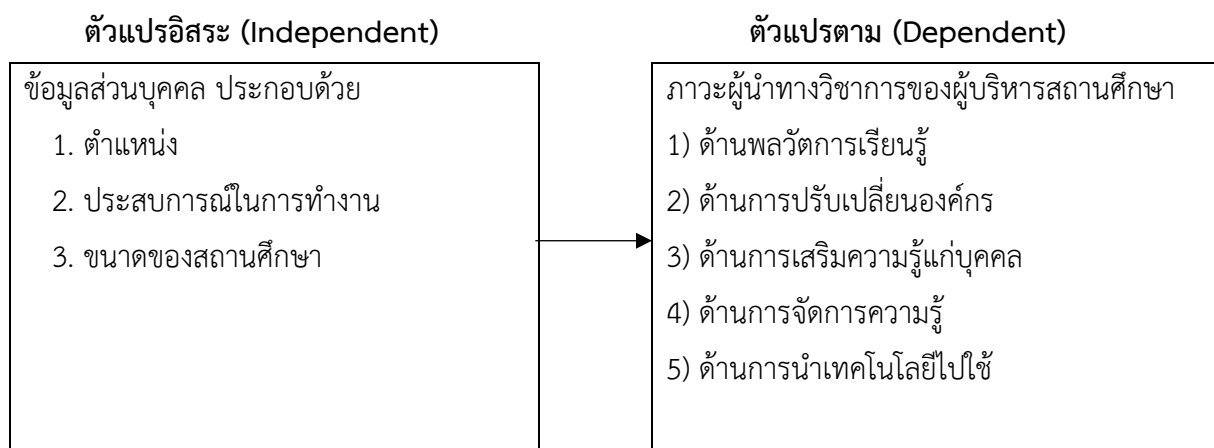 ตัวแปรอิสระ (Independent)
ข้อมูลส่วนบุคคล ประกอบด้วย
1. ตำแหน่ง
2. ประสบการณ์ในการทำงาน
3. ขนาดของสถานศึกษา
ตัวแปรตาม (Dependent)
ภาวะผู้นำทางวิชาการของผู้บริหารสถานศึกษา
1) ด้านพลวัตการเรียนรู้
2) ด้านการปรับเปลี่ยนองค์กร
3) ด้านการเสริมความรู้แก่บุคคล
4) ด้านการจัดการความรู้
5) ด้านการนำเทคโนโลยีไปใช้